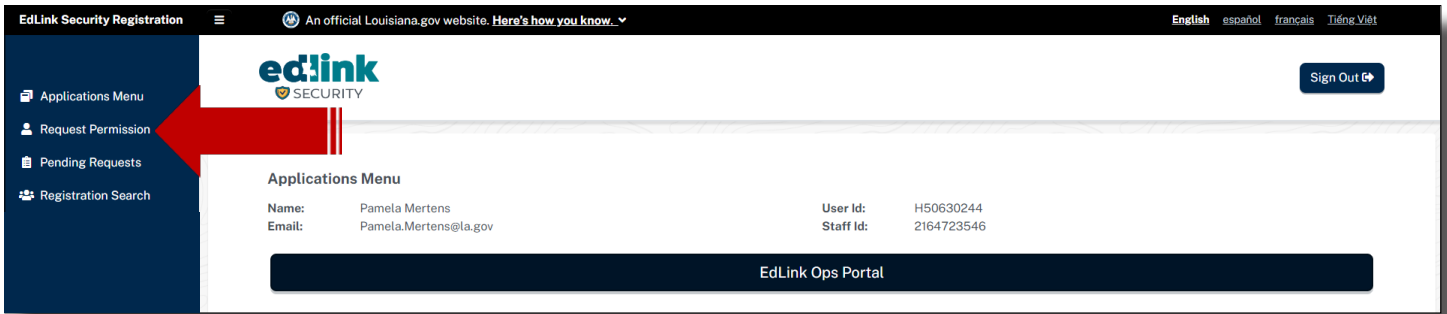 EdLink Security Registration
An official Louisiana.gov website. Here's how you know.
English español français Tiếng Việt
edlink
SECURITY
Sign Out
Applications Menu
Request Permission
Pending Requests
Registration Search
Applications Menu
Name: Pamela Mertens User Id: H50630244
Email: Pamela.Mertens@la.gov Staff Id: 2164723546
EdLink Ops Portal